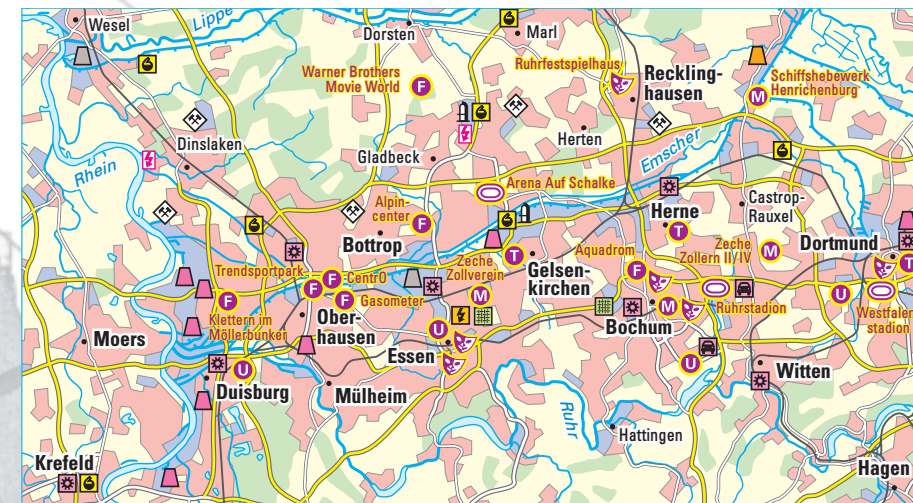 Wesel
Lippe
Dorsten
Marl
Warner Brothers
Movie World
F
Ruhrfestspielhaus
Reckling-
hausen
Schiffshebewerk
Henrichenburg
M
Dinslaken
Rhein
Gladbeck
Herten
Emscher
Arena Auf Schalke
Castrop-
Rauxel
Alpin-
center
F
Bottrop
Herne
T
Trendsportpark
F
CentrO
F
F
Gasometer
F
Klettern im
Möllerbunker
Zeche
Zollverein
M
T
Gelsen-
kirchen
Aquadrom
F
Zeche
Zollern II/IV
M
Dortmund
T
U
Westfalen-
stadion
Ruhrstadion
M
Bochum
Ober-
hausen
Moers
U
Essen
U
Duisburg
Mülheim
U
Witten
Ruhr
Hattingen
Krefeld
Hagen